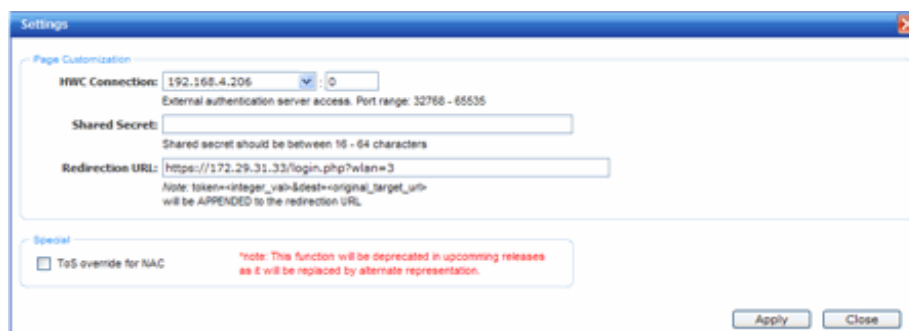 Settings
Page Customization
HWC Connection: 192.168.4.206 : 0
External authentication server access. Port range: 32768 - 65535
Shared Secret:
Shared secret should be between 16 - 64 characters
Redirection URL: https://172.29.31.33/login.php?wlan=3
Note: token=<integer_val>&dest=<original_target_url>
will be APPENDED to the redirection URL
Special
ToS override for NAC
*note: This function will be deprecated in upcomming releases
as it will be replaced by alternate representation.
Apply Close